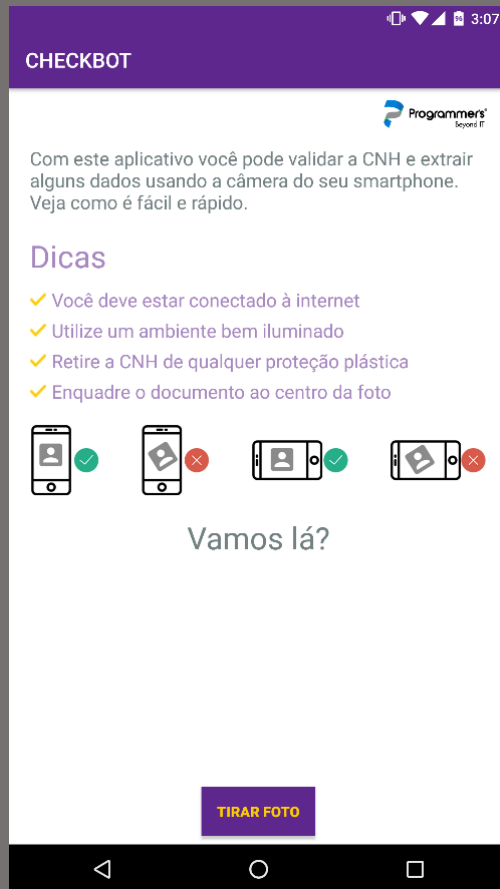 96 3:07
CHECKBOT
Programmers'
Beyond IT
Com este aplicativo você pode validar a CNH e extrair
alguns dados usando a câmera do seu smartphone.
Veja como é fácil e rápido.
Dicas
Você deve estar conectado à internet
Utilize um ambiente bem iluminado
Retire a CNH de qualquer proteção plástica
Enquadre o documento ao centro da foto
Vamos lá?
TIRAR FOTO